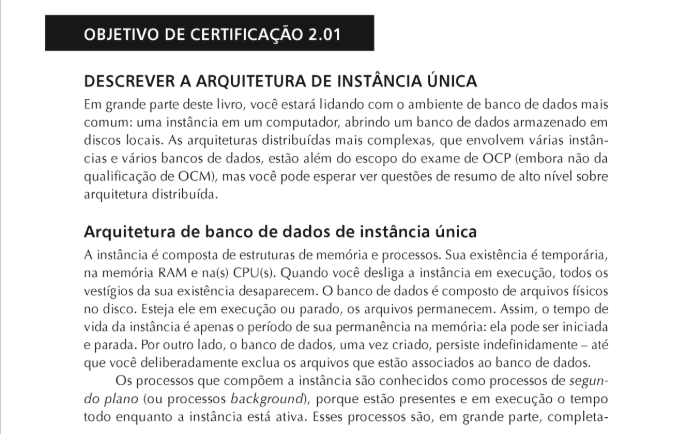 OBJETIVO DE CERTIFICAÇÃO 2.01
DESCREVER A ARQUITETURA DE INSTÂNCIA ÚNICA
Em grande parte deste livro, você estará lidando com o ambiente de banco de dados mais
comum: uma instância em um computador, abrindo um banco de dados armazenado em
discos locais. As arquiteturas distribuídas mais complexas, que envolvem várias instân-
cias e vários bancos de dados, estão além do escopo do exame de OCP (embora não da
qualificação de OCM), mas você pode esperar ver questões de resumo de alto nível sobre
arquitetura distribuída.
Arquitetura de banco de dados de instância única
A instância é composta de estruturas de memória e processos. Sua existência é temporária,
na memória RAM e na(s) CPU(s). Quando você desliga a instância em execução, todos os
vestígios da sua existência desaparecem. O banco de dados é composto de arquivos físicos
no disco. Esteja ele em execução ou parado, os arquivos permanecem. Assim, o tempo de
vida da instância é apenas o período de sua permanência na memória: ela pode ser iniciada
e parada. Por outro lado, o banco de dados, uma vez criado, persiste indefinidamente – até
que você deliberadamente exclua os arquivos que estão associados ao banco de dados.
Os processos que compõem a instância são conhecidos como processos de segun-
do plano (ou processos background), porque estão presentes e em execução o tempo
todo enquanto a instância está ativa. Esses processos são, em grande parte, completa-